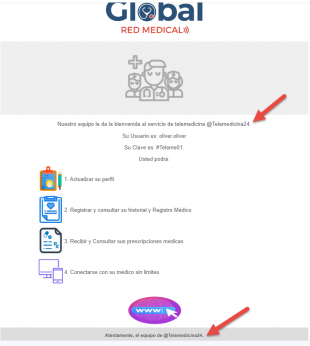 Global
RED MEDICAL
Nuestro equipo le da la bienvenida al servicio de telemedicina @Telemedicina24.
Su Usuario es: oliver.oliver
Su Clave es: #Teleme01.
Usted podrá:
1. Actualizar su perfil.
2. Registrar y consultar su historial y Registro Médico.
3. Recibir y Consultar sus prescripciones medicas.
4. Conectarse con su médico sin limites.
www
Atentamente, el equipo de @Telemedicina24.